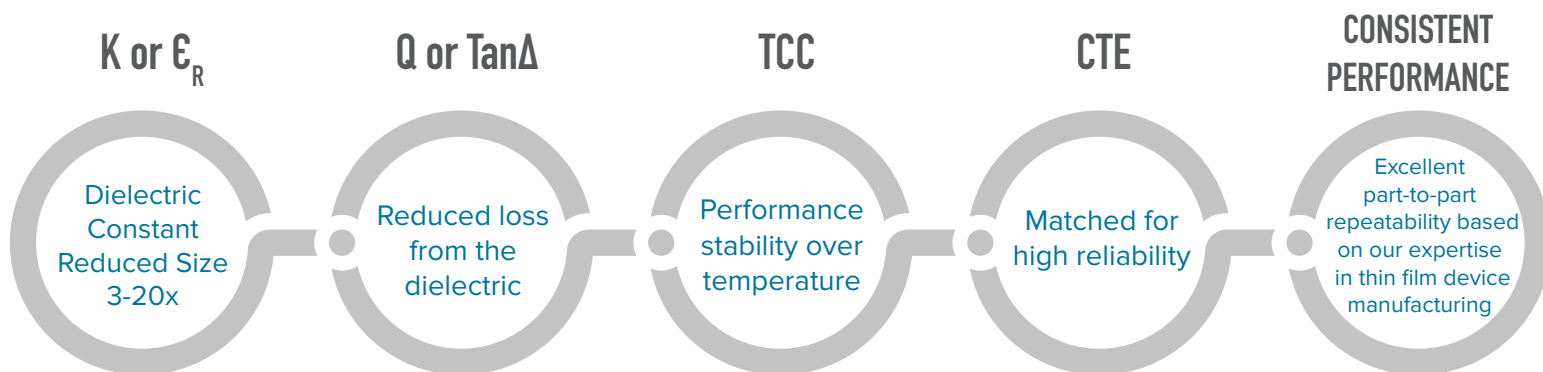 K or ƐR
Q or TanΔ
TCC
CTE
CONSISTENT
PERFORMANCE
Dielectric
Constant
Reduced Size
3-20x
Reduced loss
from the
dielectric
Performance
stability over
temperature
Matched for
high reliability
Excellent
part-to-part
repeatability based
on our expertise
in thin film device
manufacturing